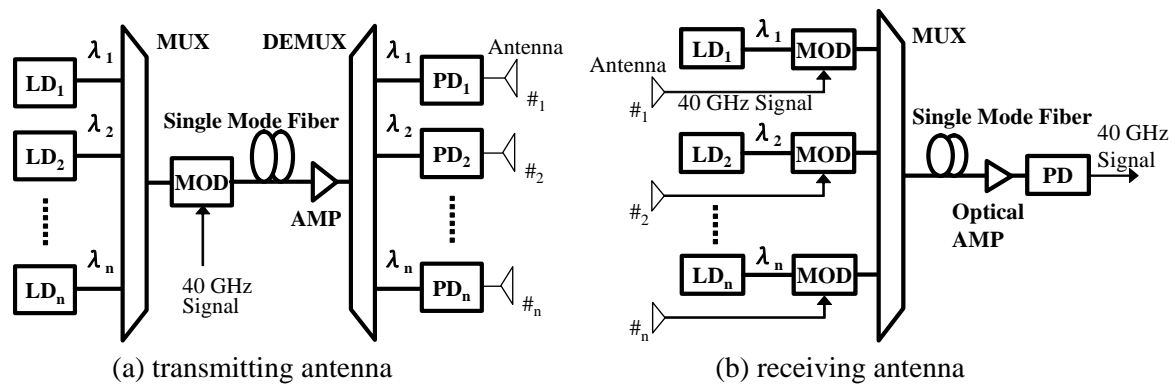 MUX
DEMUX
Antenna
λ1
LD1
λ1
PD1
#1
λ2
Single Mode Fiber
λ2
LD2
PD2
#2
MOD
AMP
λn
LDn
λn
PDn
#n
40 GHz
Signal
(a) transmitting antenna
LD1
λ1
MOD
MUX
Antenna
#1
40 GHz Signal
Single Mode Fiber
40 GHz
Signal
LD2
λ2
MOD
PD
#2
Optical
AMP
LDn
λn
MOD
#n
(b) receiving antenna